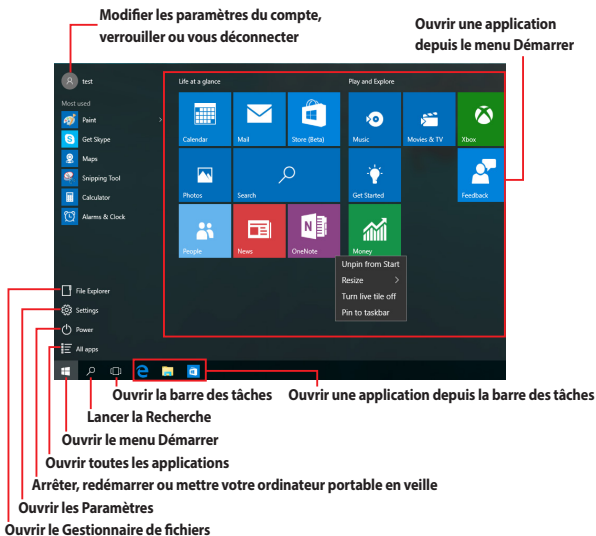 Modifier les paramètres du compte,
verrouiller ou vous déconnecter
Ouvrir une application
depuis le menu Démarrer
test
Most used
Paint
Get Skype
Maps
Snipping Tool
Calculator
Alarms & Clock
File Explorer
Settings
Power
All apps
Life at a glance
Play and Explore
Calendar
Mail
Store (Beta)
Music
Movies & TV
Xbox
Photos
Search
Get Started
Feedback
People
News
OneNote
Money
Unpin from Start
Resize
Turn live tile off
Pin to taskbar
Ouvrir la barre des tâches
Ouvrir une application depuis la barre des tâches
Lancer la Recherche
Ouvrir le menu Démarrer
Ouvrir toutes les applications
Arrêter, redémarrer ou mettre votre ordinateur portable en veille
Ouvrir les Paramètres
Ouvrir le Gestionnaire de fichiers